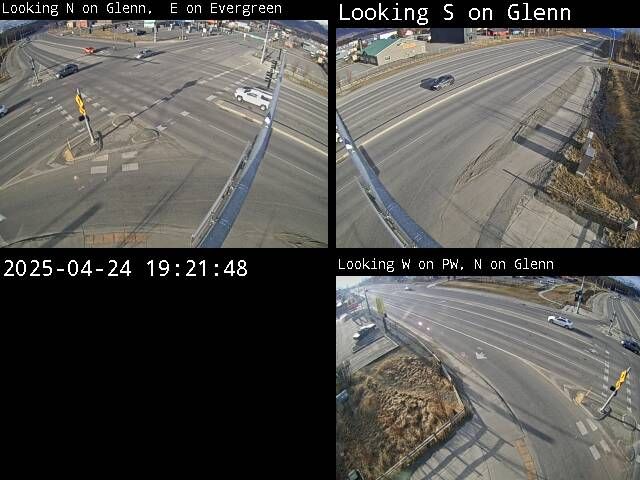 Looking N on Glenn,  E on Evergreen
Looking S on Glenn
2025-04-24 19:21:48
Looking W on PW, N on Glenn